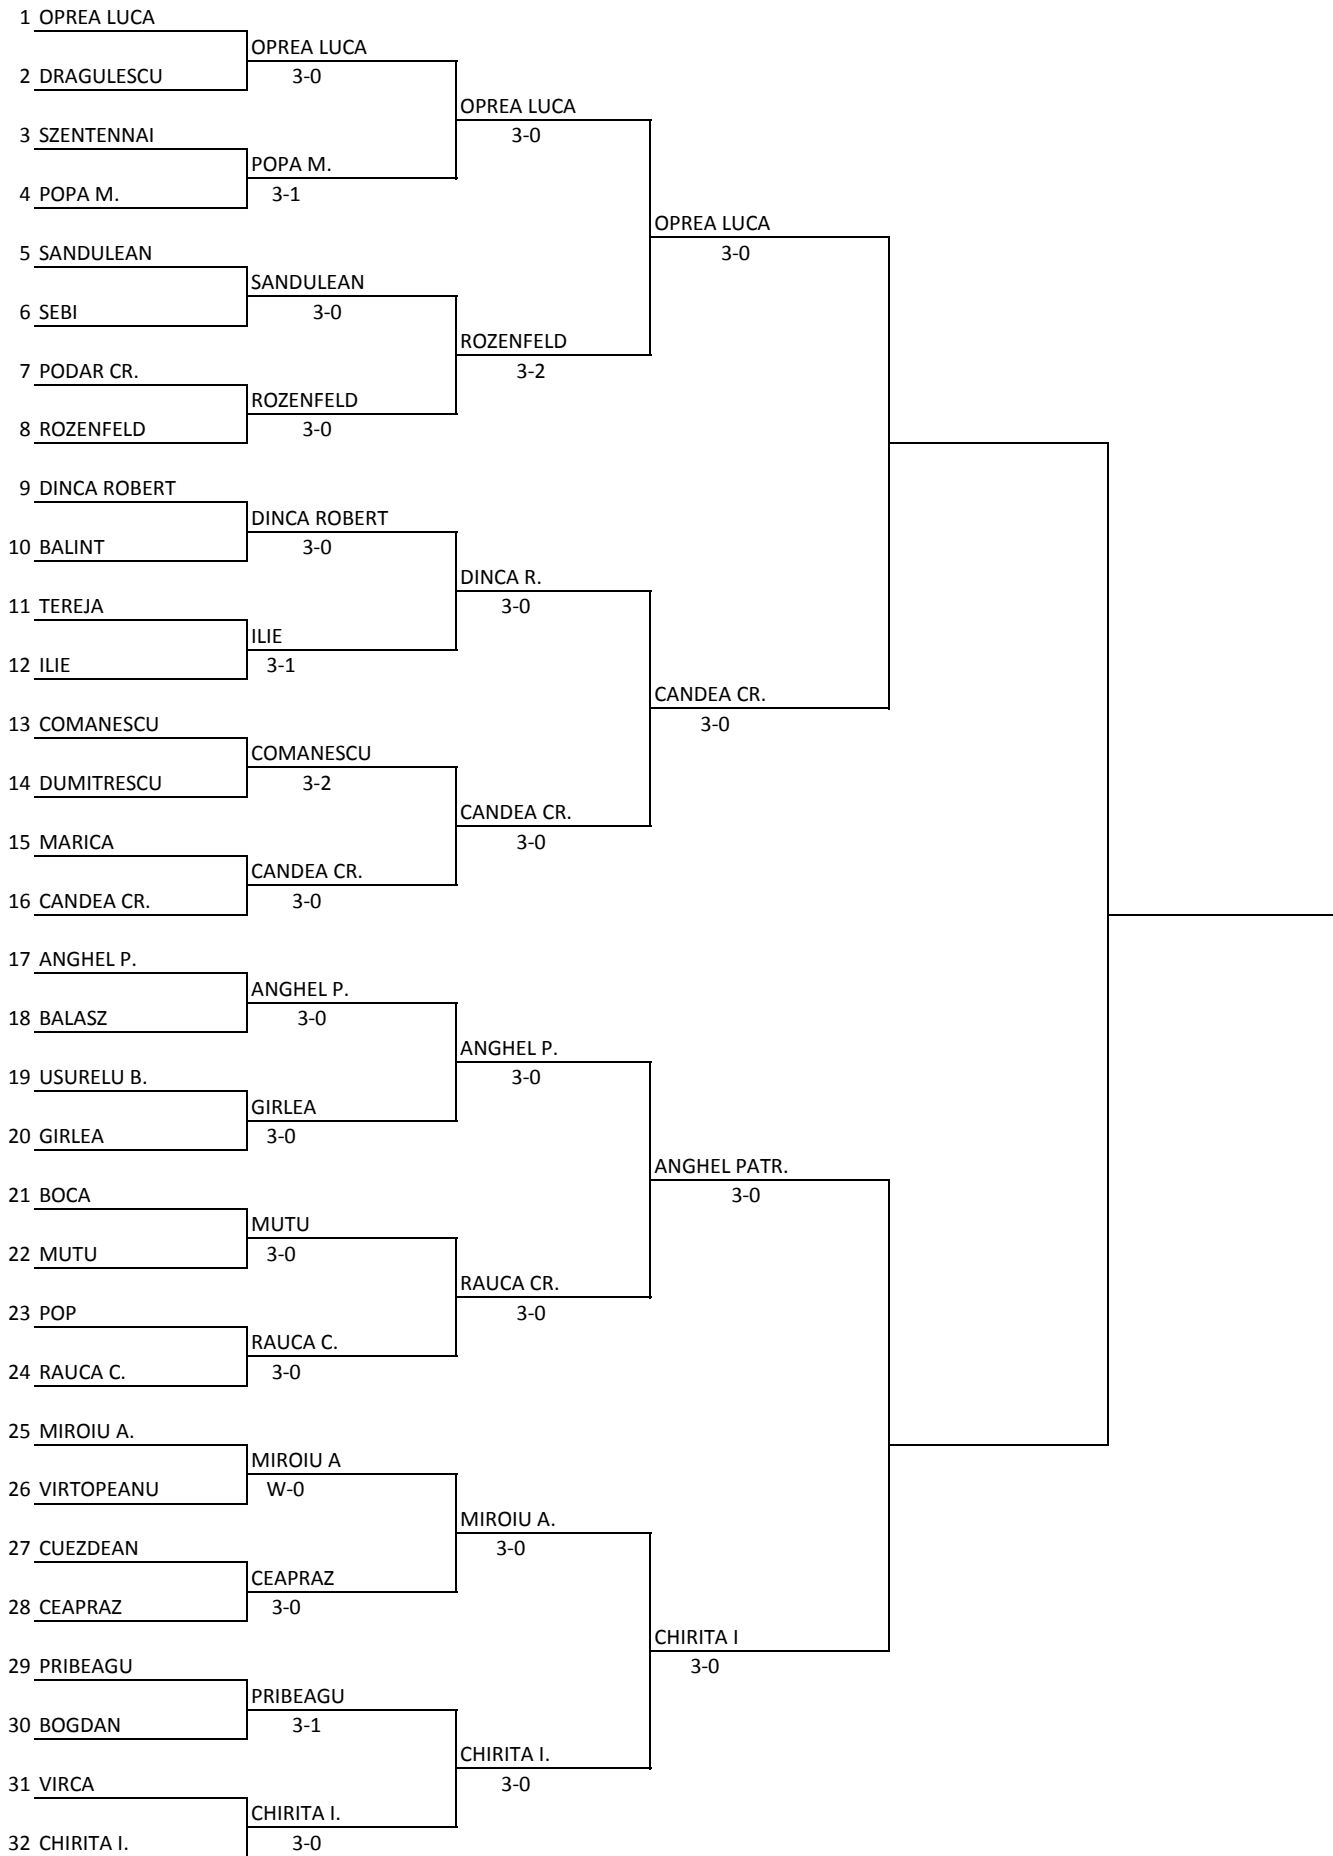 1 OPREA LUCA
OPREA LUCA
2 DRAGULESCU 3-0
OPREA LUCA
3 SZENTENNAI 3-0
POPA M.
4 POPA M. 3-1
OPREA LUCA
5 SANDULEAN 3-0
SANDULEAN
6 SEBI 3-0
ROZENFELD
7 PODAR CR. 3-2
ROZENFELD
8 ROZENFELD 3-0
9 DINCA ROBERT
DINCA ROBERT
10 BALINT 3-0
DINCA R.
11 TEREJA 3-0
ILIE
12 ILIE 3-1
CANDEA CR.
13 COMANESCU 3-0
COMANESCU
14 DUMITRESCU 3-2
CANDEA CR.
15 MARICA 3-0
CANDEA CR.
16 CANDEA CR. 3-0
17 ANGHEL P.
ANGHEL P.
18 BALASZ 3-0
ANGHEL P.
19 USURELU B. 3-0
GIRLEA
20 GIRLEA 3-0
ANGHEL PATR.
21 BOCA 3-0
MUTU
22 MUTU 3-0
RAUCA CR.
23 POP 3-0
RAUCA C.
24 RAUCA C. 3-0
25 MIROIU A.
MIROIU A
26 VIRTOPEANU W-0
MIROIU A.
27 CUEZDEAN 3-0
CEAPRAZ
28 CEAPRAZ 3-0
CHIRITA I
29 PRIBEAGU 3-0
PRIBEAGU
30 BOGDAN 3-1
CHIRITA I.
31 VIRCA 3-0
CHIRITA I.
32 CHIRITA I. 3-0